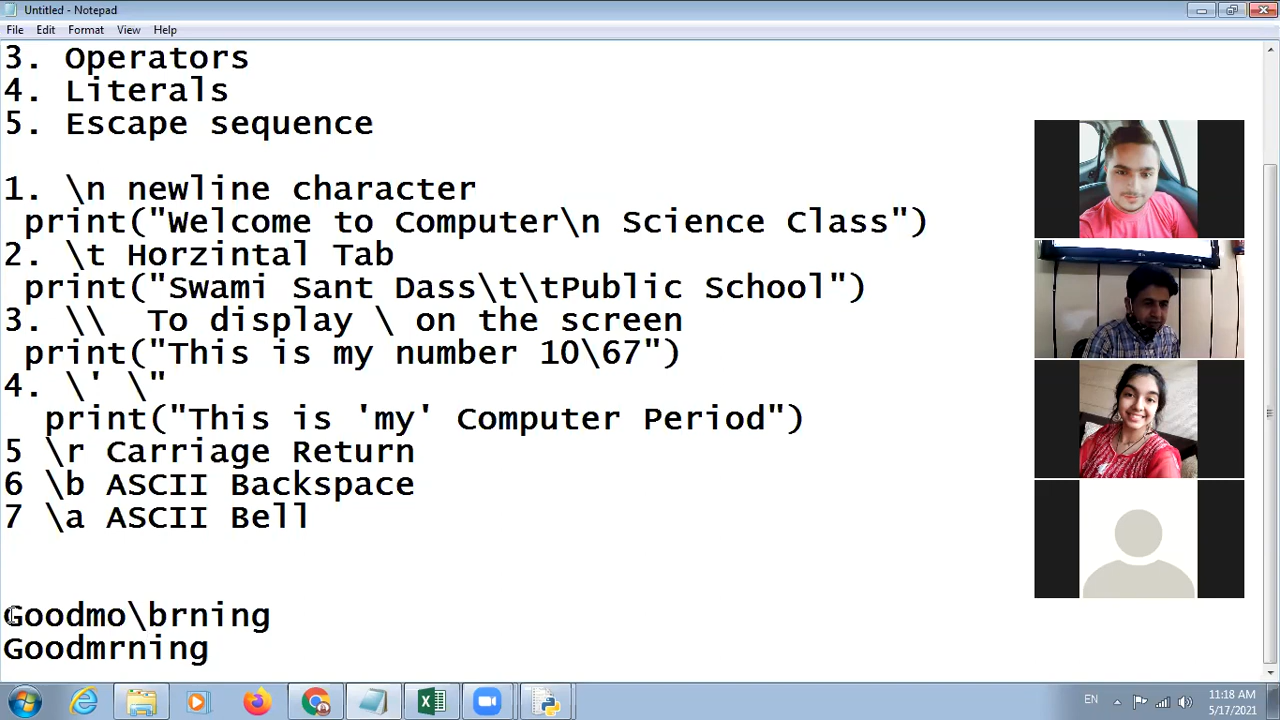 Untitled - Notepad
File Edit Format View Help
3. Operators
4. Literals
5. Escape sequence
1. \n newline character
print("Welcome to Computer\n Science Class")
2. \t Horzintal Tab
print("Swami Sant Dass\t\tPublic School")
3. \\ To display \ on the screen
print("This is my number 10\67")
4. \' \"
print("This is 'my' Computer Period")
5 \r Carriage Return
6 \b ASCII Backspace
7 \a ASCII Bell
Goodmo\brning
Goodmrning
EN
11:18 AM
5/17/2021